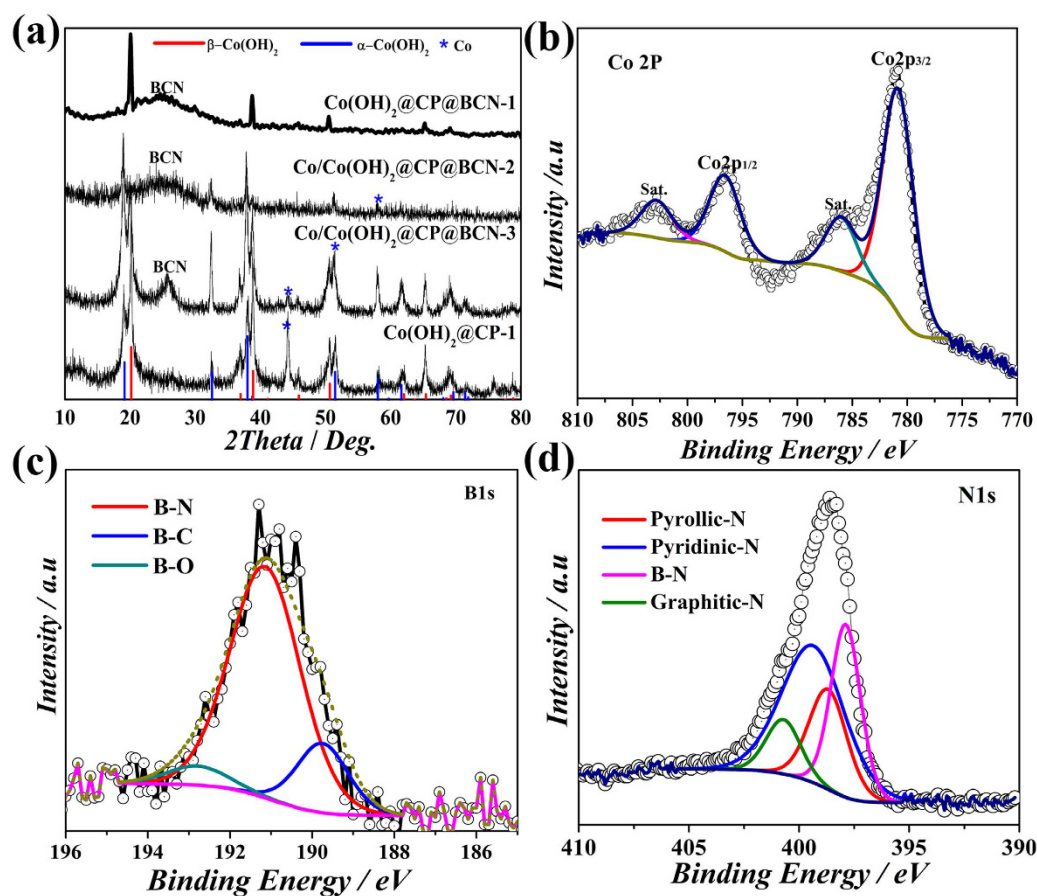 (a)
β-Co(OH)₂ α-Co(OH)₂ * Co
BCN
Co(OH)₂@CP@BCN-1
BCN
Co/Co(OH)₂@CP@BCN-2
*
Co/Co(OH)₂@CP@BCN-3
*
BCN
*
Co(OH)₂@CP-1
*
10 20 30 40 50 60 70 80
2Theta / Deg.
(b)
Co 2P
Co2p3/2
Co2p1/2
Sat.
Sat.
Intensity /a.u
810 805 800 795 790 785 780 775 770
Binding Energy / eV
(c)
B1s
B-N
B-C
B-O
Intensity / a.u
196 194 192 190 188 186
Binding Energy / eV
(d)
N1s
Pyrollic-N
Pyridinic-N
B-N
Graphitic-N
Intensity / a.u
410 405 400 395 390
Binding Energy / eV